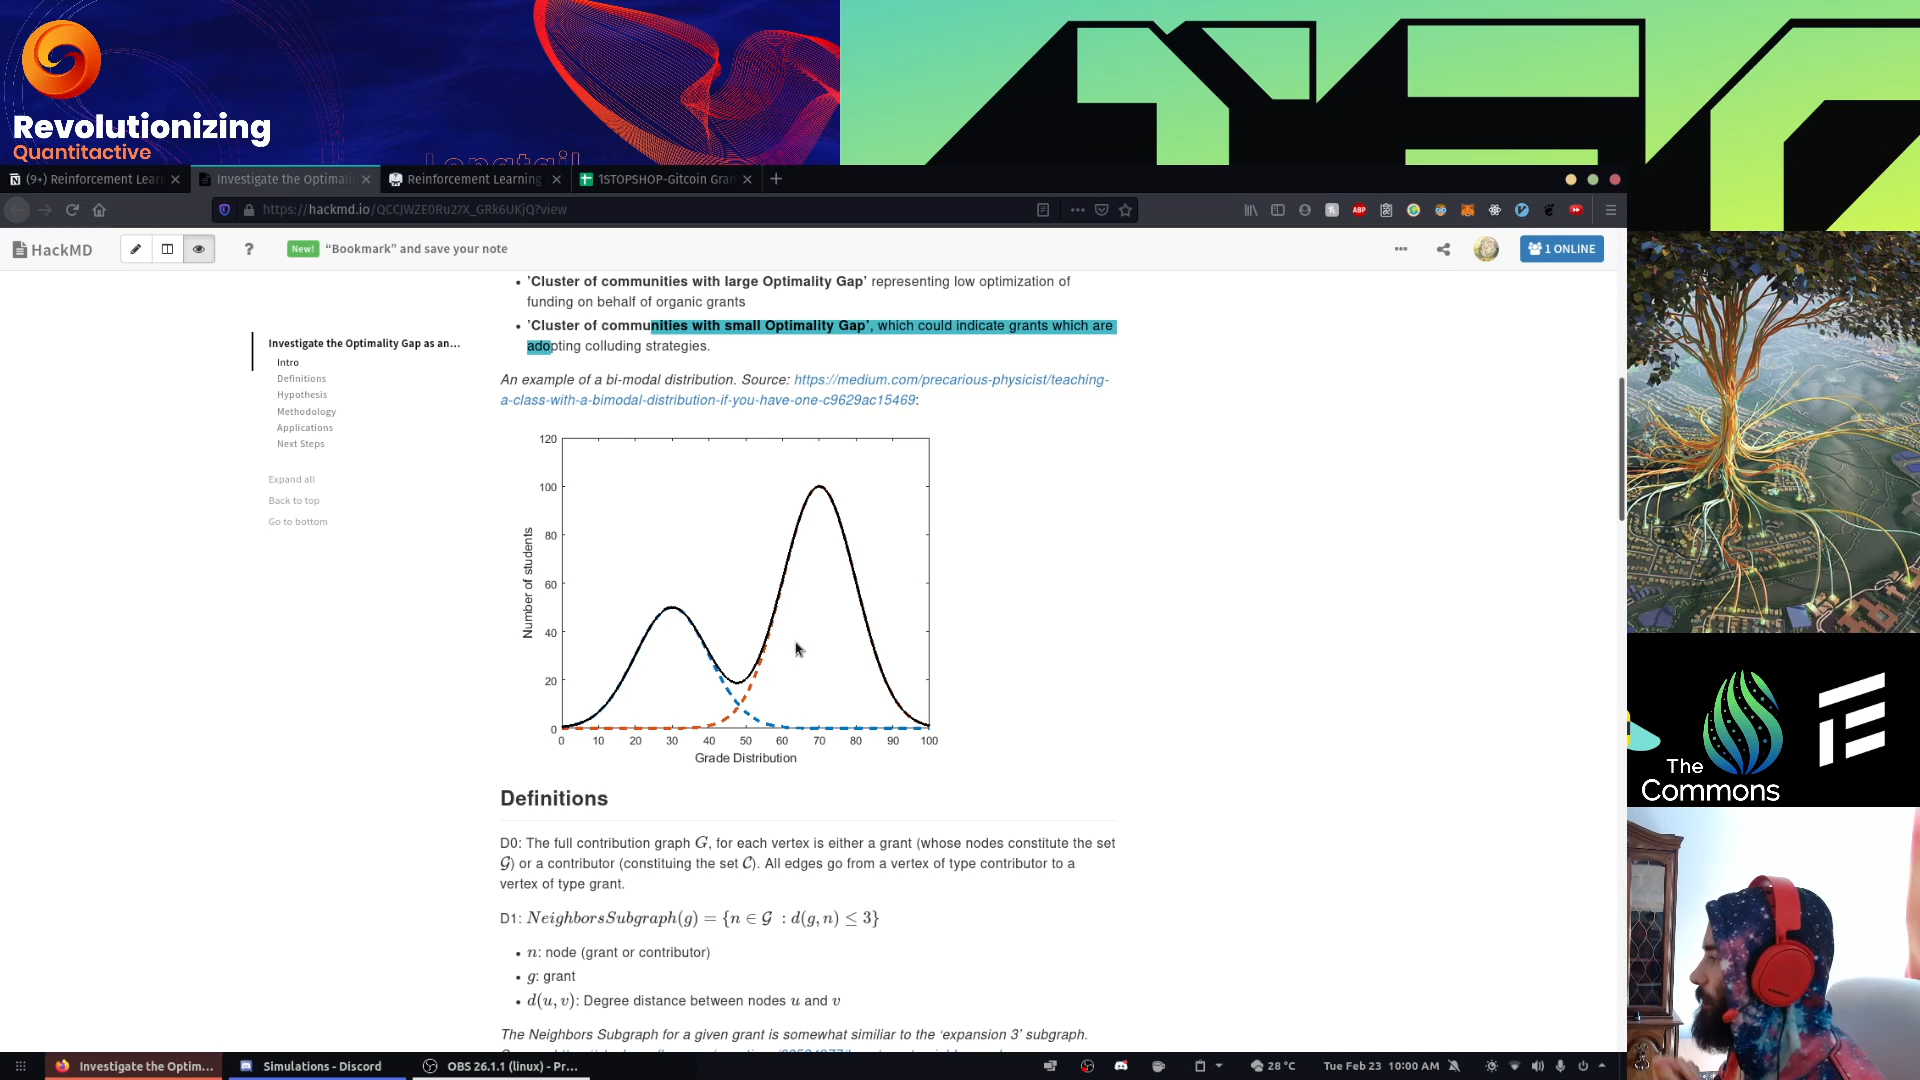 Revolutionizing
Quantitactive
Longtail
(9+) Reinforcement Lear
Investigate the Optimali
Reinforcement Learning
1STOPSHOP-Gitcoin Gran
https://hackmd.io/QCCJWZE0Ru27X_GRk6UKjQ?view
ABP
HackMD
?
New! “Bookmark” and save your note
1 ONLINE
’Cluster of communities with large Optimality Gap’ representing low optimization of
funding on behalf of organic grants
’Cluster of communities with small Optimality Gap’, which could indicate grants which are
adopting colluding strategies.
Investigate the Optimality Gap as an...
Intro
Definitions
Hypothesis
Methodology
Applications
Next Steps
Expand all
Back to top
Go to bottom
An example of a bi-modal distribution. Source: https://medium.com/precarious-physicist/teaching-
a-class-with-a-bimodal-distribution-if-you-have-one-c9629ac15469:
120
100
80
60
40
20
0
Number of students
0 10 20 30 40 50 60 70 80 90 100
Grade Distribution
Definitions
D0: The full contribution graph G, for each vertex is either a grant (whose nodes constitute the set
𝒢) or a contributor (constituing the set 𝒞). All edges go from a vertex of type contributor to a
vertex of type grant.
D1: NeighborsSubgraph(g) = {n ∈ 𝒢 : d(g, n) ≤ 3}
n: node (grant or contributor)
g: grant
d(u, v): Degree distance between nodes u and v
The Neighbors Subgraph for a given grant is somewhat similiar to the ‘expansion 3’ subgraph.
The
Commons
Investigate the Optim...
Simulations - Discord
OBS 26.1.1 (linux) - Pr...
28 °C
Tue Feb 23 10:00 AM